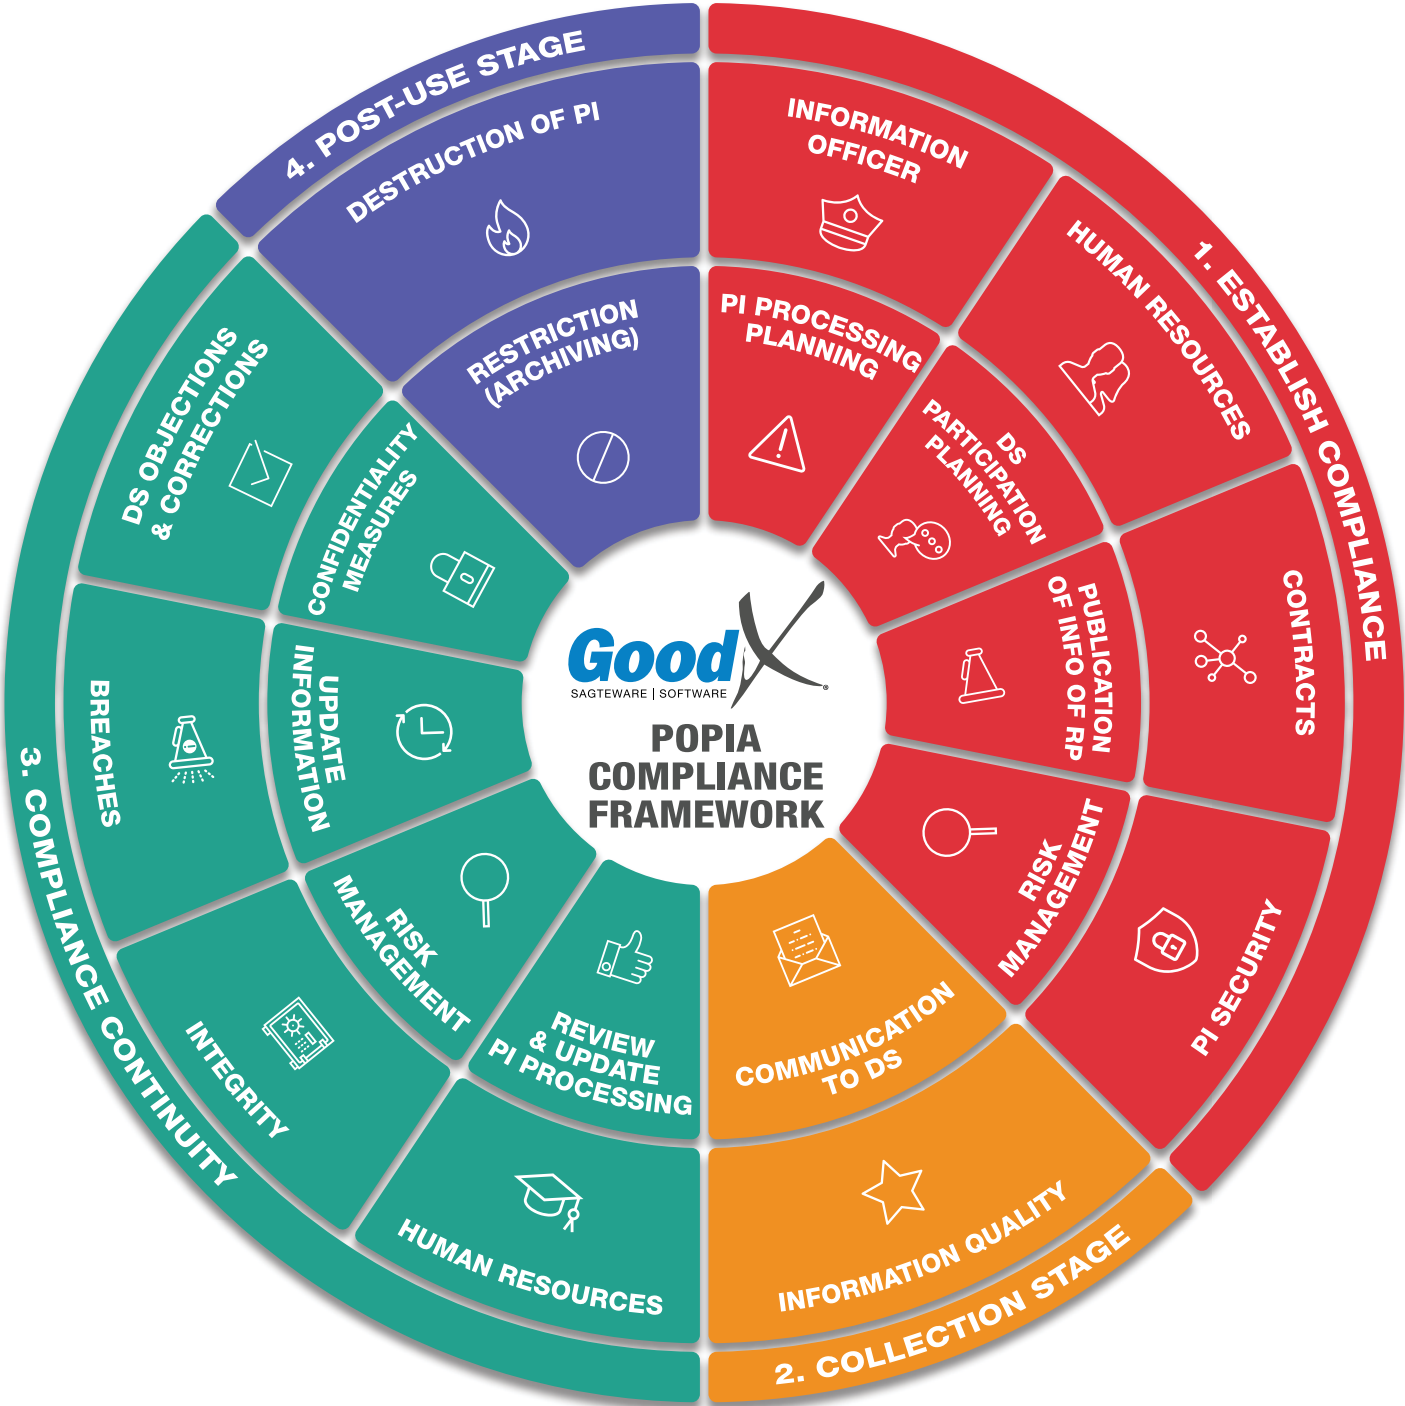 GoodX
SAGTEWARE | SOFTWARE
POPIA
COMPLIANCE
FRAMEWORK
1. ESTABLISH COMPLIANCE
INFORMATION
OFFICER
HUMAN RESOURCES
CONTRACTS
PI SECURITY
PI PROCESSING
PLANNING
DS
PARTICIPATION
PLANNING
PUBLICATION
OF INFO OF RP
RISK
MANAGEMENT
2. COLLECTION STAGE
COMMUNICATION
TO DS
INFORMATION QUALITY
3. COMPLIANCE CONTINUITY
HUMAN RESOURCES
INTEGRITY
BREACHES
DS OBJECTIONS
& CORRECTIONS
REVIEW
& UPDATE
PI PROCESSING
RISK
MANAGEMENT
UPDATE
INFORMATION
CONFIDENTIALITY
MEASURES
4. POST-USE STAGE
DESTRUCTION OF PI
RESTRICTION
(ARCHIVING)